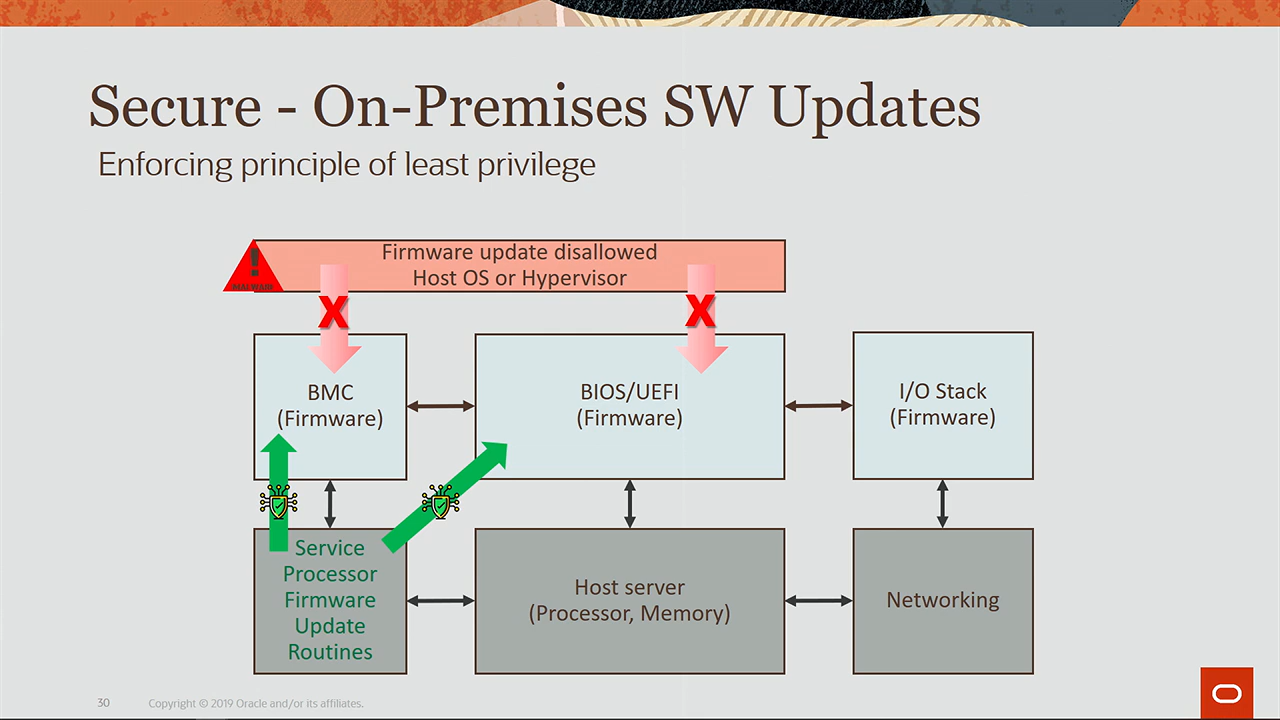 Secure - On-Premises SW Updates
Enforcing principle of least privilege
Firmware update disallowed
Host OS or Hypervisor
!
MALWARE
X
X
BMC
(Firmware)
BIOS/UEFI
(Firmware)
I/O Stack
(Firmware)
Service
Processor
Firmware
Update
Routines
Host server
(Processor, Memory)
Networking
30
Copyright © 2019 Oracle and/or its affiliates.